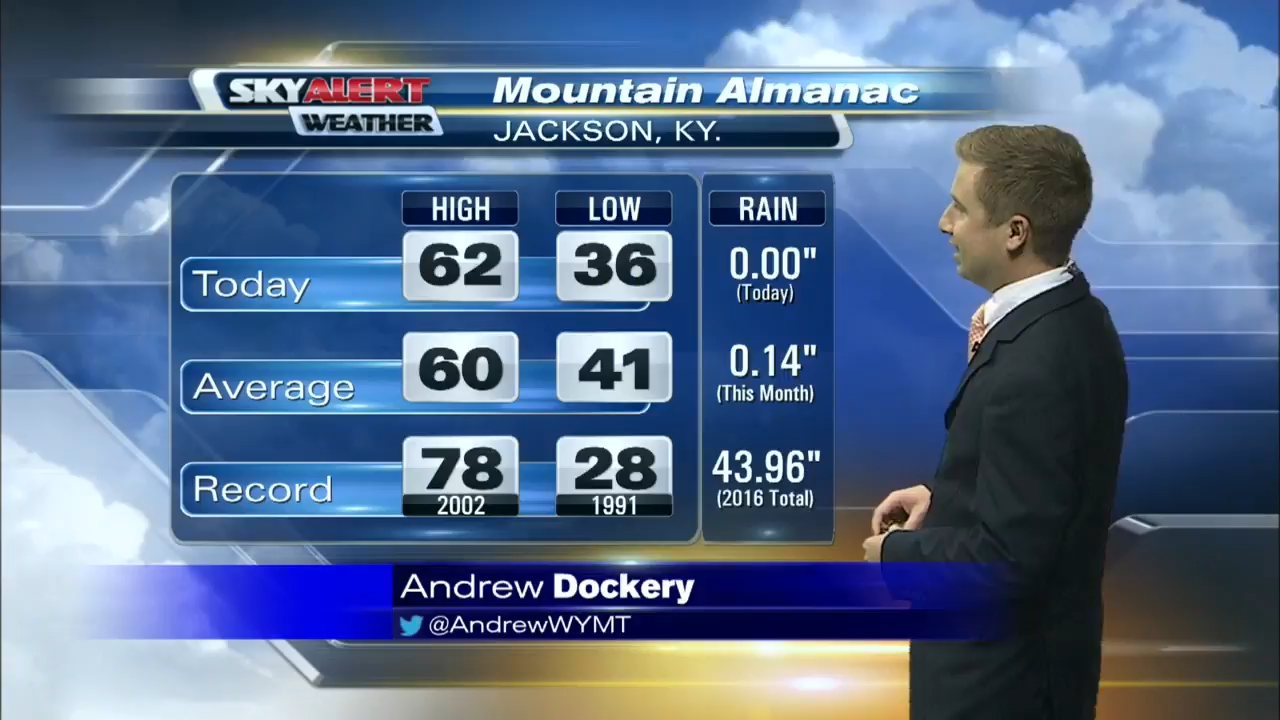 SKYALERT
WEATHER
Mountain Almanac
JACKSON, KY.
HIGH LOW RAIN
Today 62 36 0.00"
(Today)
Average 60 41 0.14"
(This Month)
Record 78 28 43.96"
2002 1991 (2016 Total)
Andrew Dockery
@AndrewWYMT